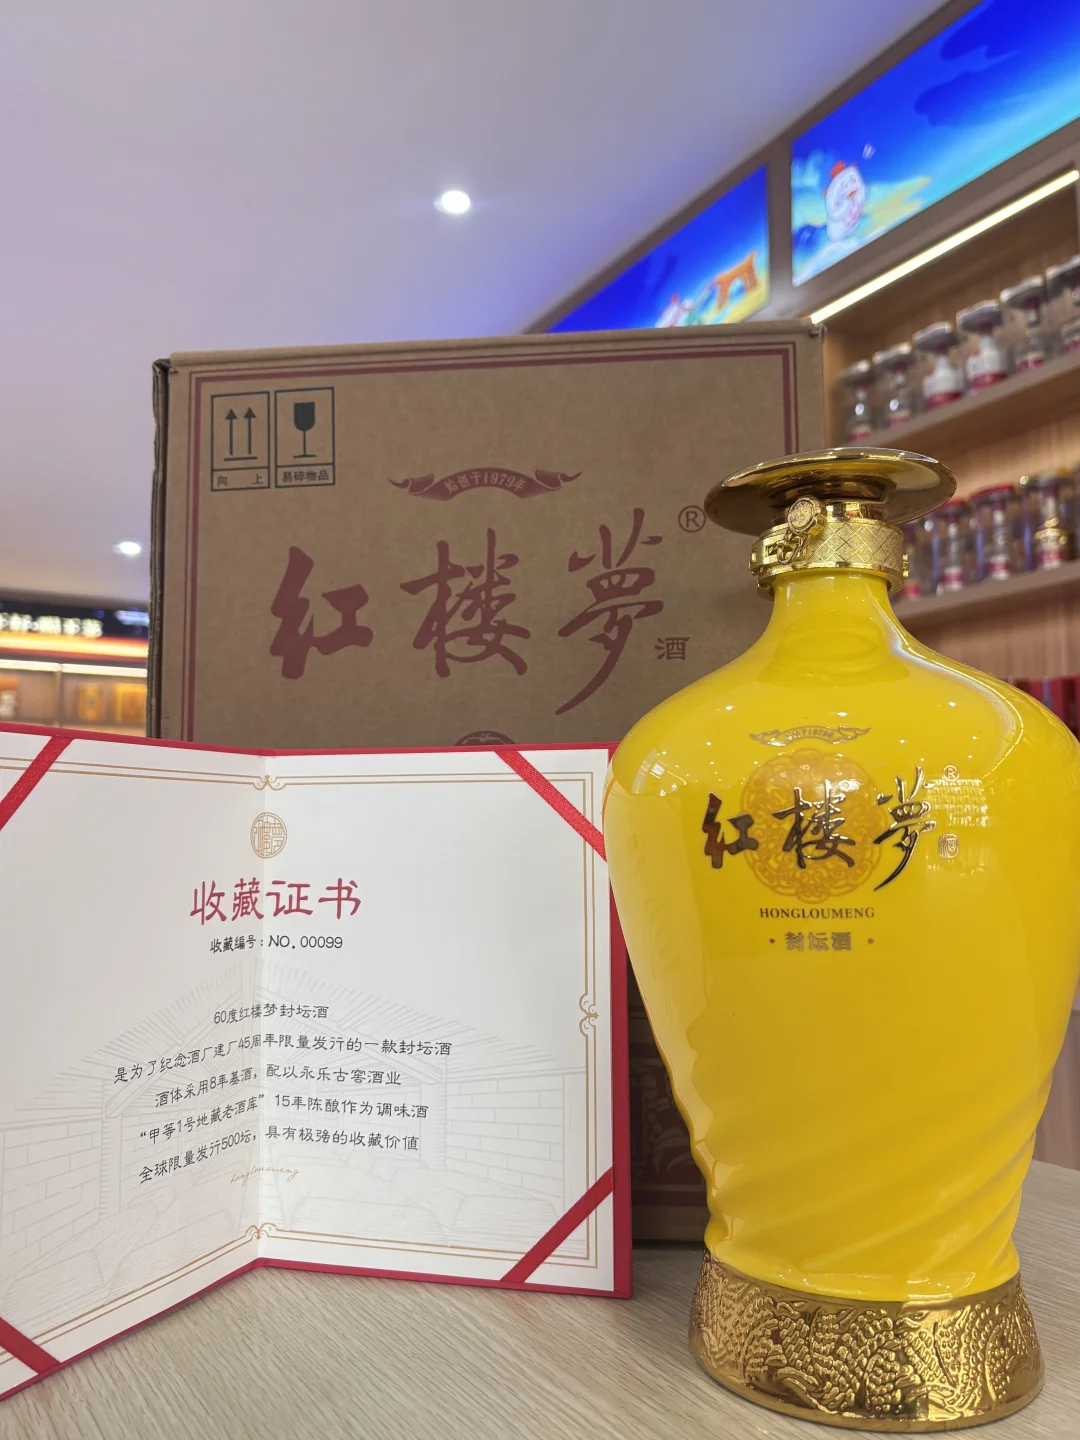 向 上
易碎物品
始创于1979年
红楼梦®
酒
收藏证书
收藏编号：NO.00099
60度红楼梦封坛酒
是为了纪念酒厂建厂45周年限量发行的一款封坛酒
酒体采用8年基酒，配以永乐古窖酒业
“甲等1号地藏老酒库”15年陈酿作为调味酒
全球限量发行500坛，具有极强的收藏价值
hongloumeng
红楼梦®
酒
HONGLOUMENG
·封坛酒·